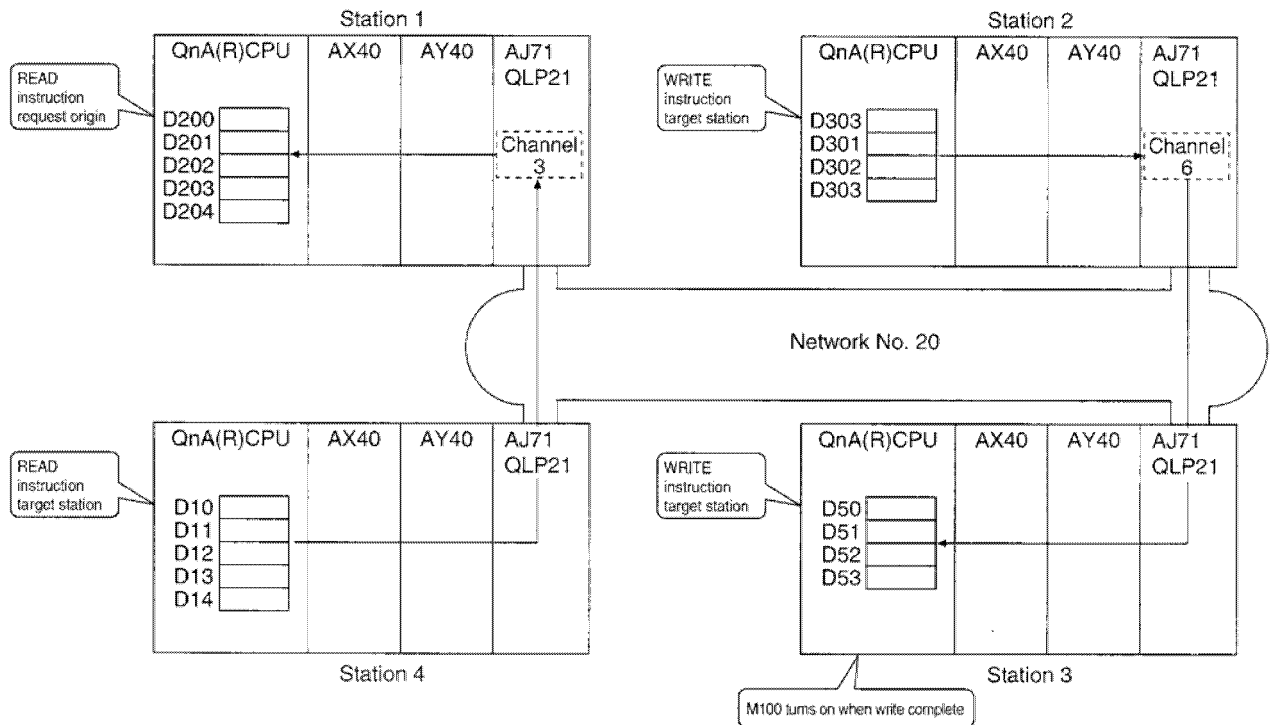 Station 1
QnA(R)CPU AX40 AY40 AJ71
QLP21
READ
instruction
request origin
D200
D201
D202
D203
D204
Channel
3
Station 2
QnA(R)CPU AX40 AY40 AJ71
QLP21
WRITE
instruction
target station
D303
D301
D302
D303
Channel
6
Network No. 20
QnA(R)CPU AX40 AY40 AJ71
QLP21
READ
instruction
target station
D10
D11
D12
D13
D14
Station 4
QnA(R)CPU AX40 AY40 AJ71
QLP21
WRITE
instruction
target station
D50
D51
D52
D53
Station 3
M100 turns on when write complete